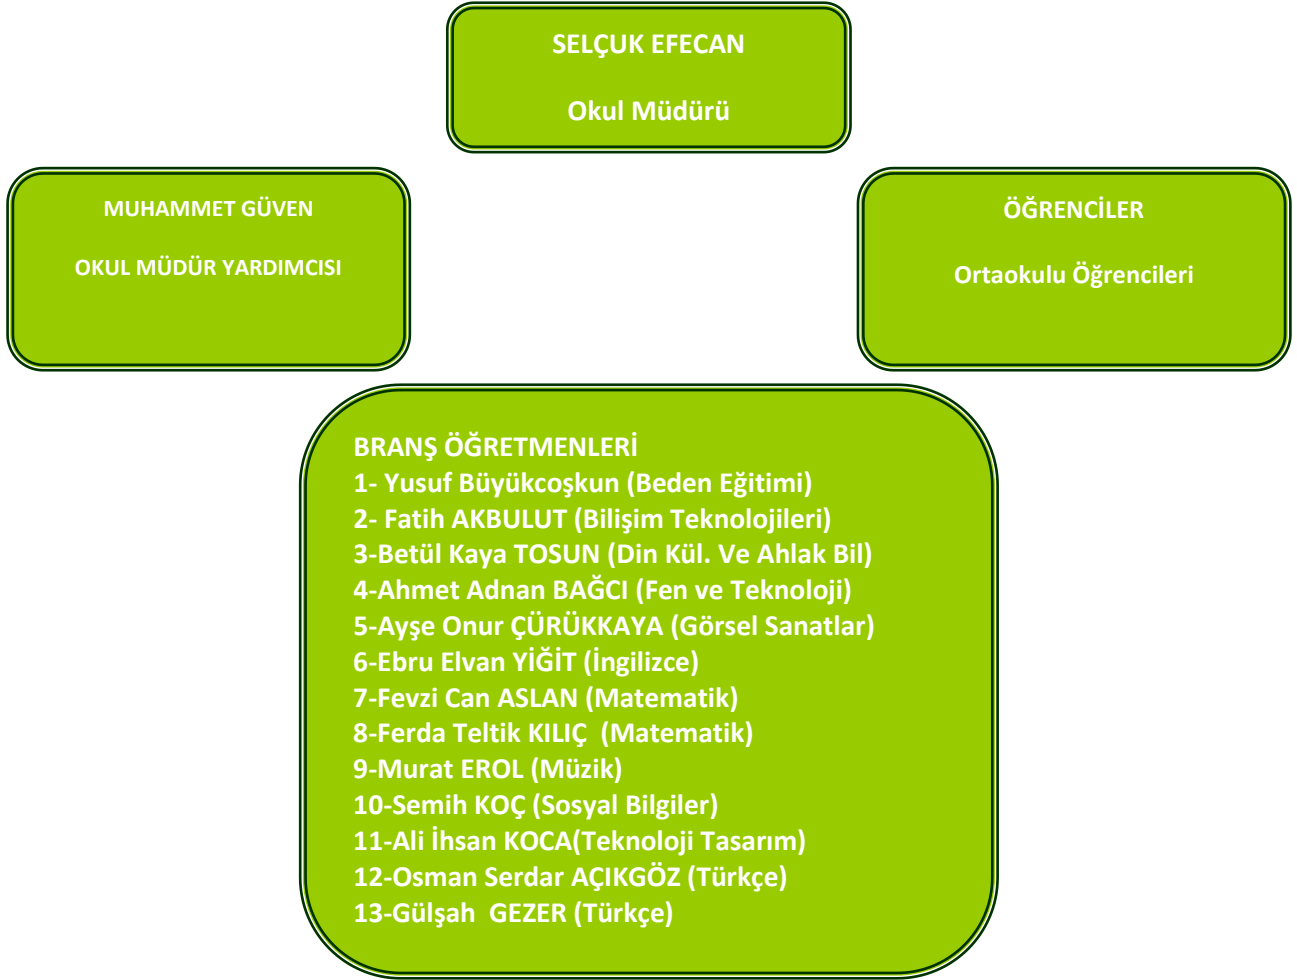 SELÇUK EFECAN
Okul Müdürü
MUHAMMET GÜVEN
OKUL MÜDÜR YARDIMCISI
ÖĞRENCİLER
Ortaokulu Öğrencileri
BRANŞ ÖĞRETMENLERİ
1- Yusuf Büyükcoşkun (Beden Eğitimi)
2- Fatih AKBULUT (Bilişim Teknolojileri)
3-Betül Kaya TOSUN (Din Kül. Ve Ahlak Bil)
4-Ahmet Adnan BAĞCI (Fen ve Teknoloji)
5-Ayşe Onur ÇÜRÜKKAYA (Görsel Sanatlar)
6-Ebru Elvan YİĞİT (İngilizce)
7-Fevzi Can ASLAN (Matematik)
8-Ferda Teltik KILIÇ  (Matematik)
9-Murat EROL (Müzik)
10-Semih KOÇ (Sosyal Bilgiler)
11-Ali İhsan KOCA(Teknoloji Tasarım)
12-Osman Serdar AÇIKGÖZ (Türkçe)
13-Gülşah  GEZER (Türkçe)